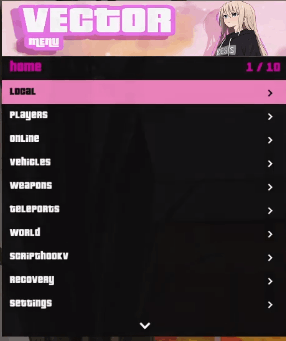 VECTOR
MENU
home 1 / 10
LOCAL
PLAYERS
ONLINE
VEHICLES
WEAPONS
TELEPORTS
WORLD
SCRIPTHOOKV
RECOVERY
SETTINGS